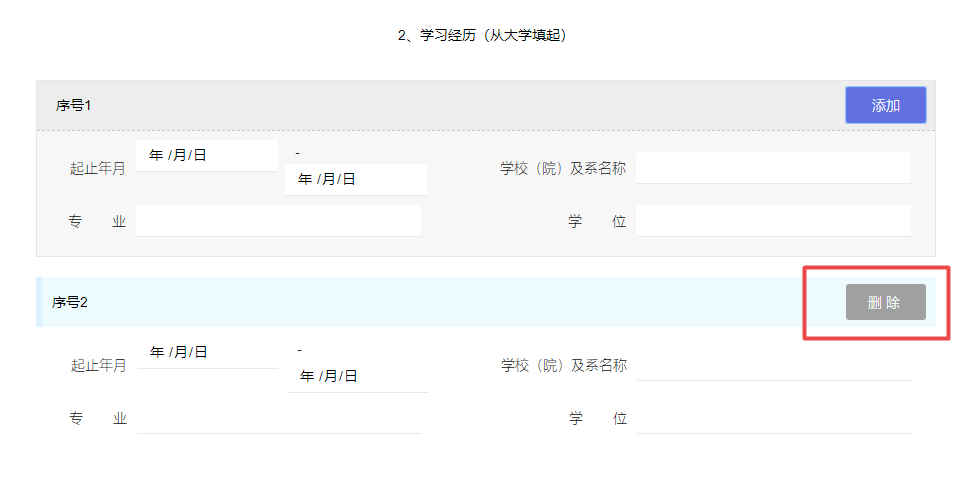 2、学习经历（从大学填起）
序号1 添加
起止年月 年 /月/日 - 年 /月/日 学校（院）及系名称
专 业 学 位
序号2 删 除
起止年月 年 /月/日 - 年 /月/日 学校（院）及系名称
专 业 学 位